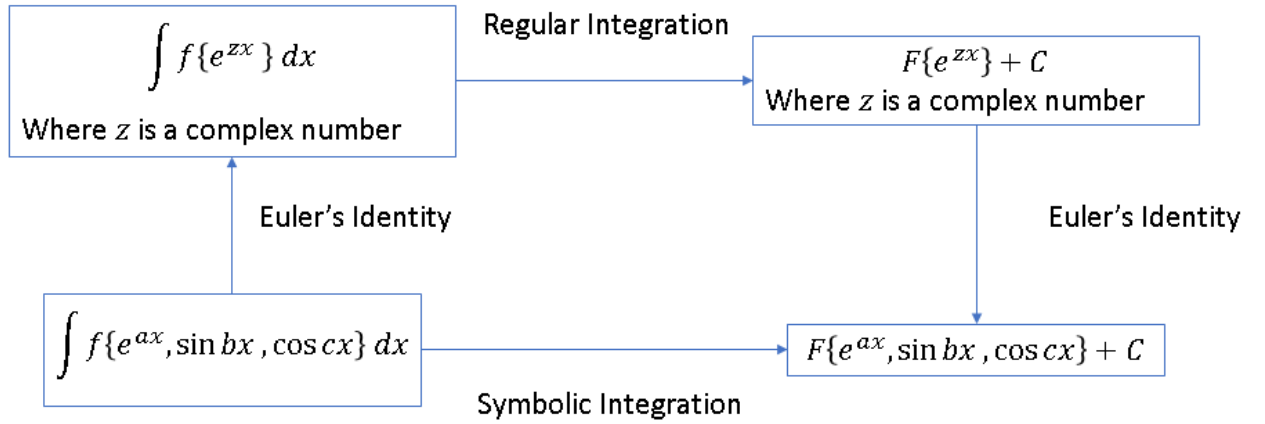 Regular Integration
∫ f{e^{zx} } dx
Where z is a complex number
F{e^{zx}} + C
Where z is a complex number
Euler’s Identity
Euler’s Identity
∫ f{e^{ax}, sin bx , cos cx} dx
F{e^{ax}, sin bx , cos cx} + C
Symbolic Integration